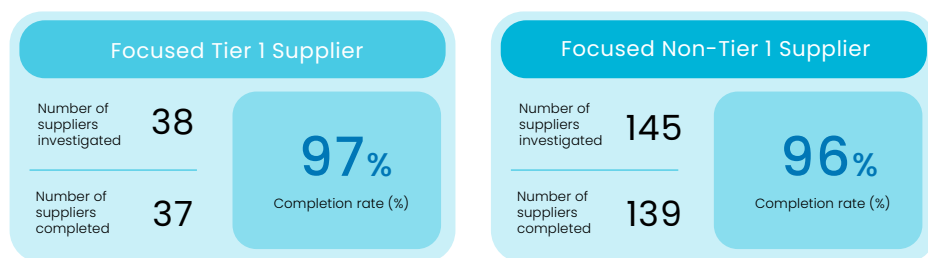 Focused Tier 1 Supplier
Number of
suppliers
investigated
38
97%
Completion rate (%)
Number of
suppliers
completed
37
Focused Non-Tier 1 Supplier
Number of
suppliers
investigated
145
96%
Completion rate (%)
Number of
suppliers
completed
139